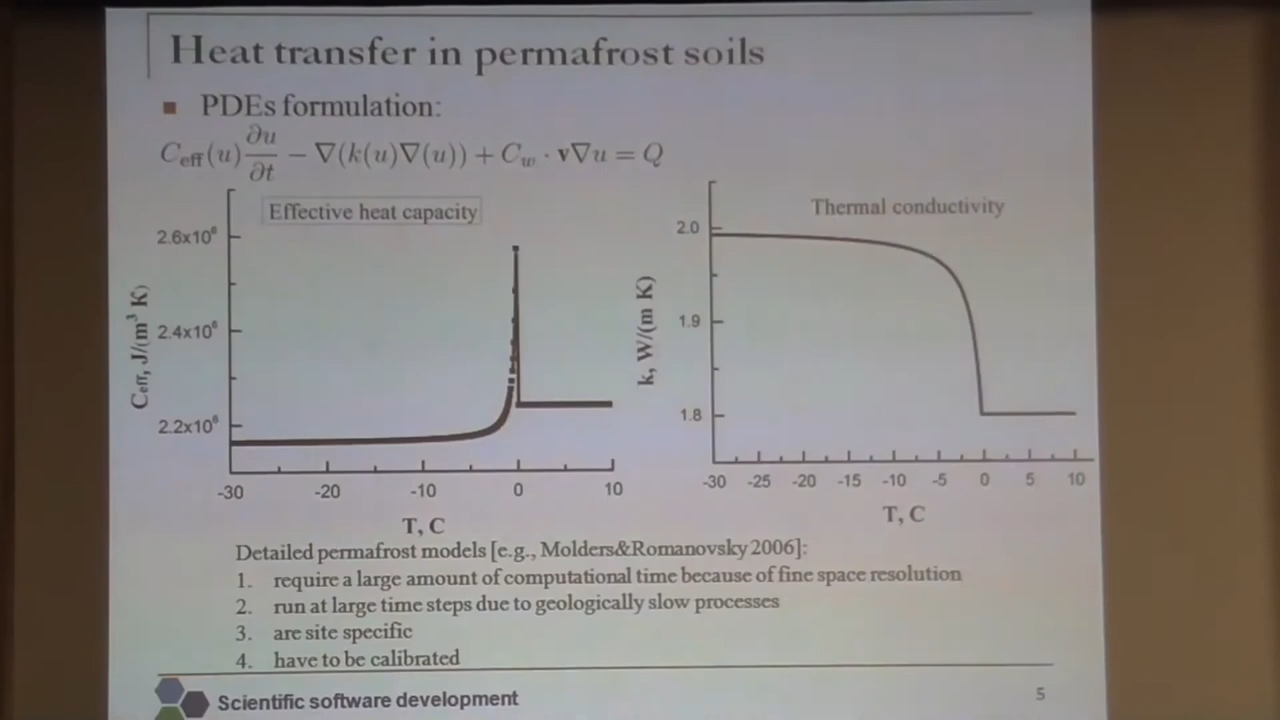 Heat transfer in permafrost soils
■ PDEs formulation:
C_eff(u) ∂u/∂t − ∇(k(u)∇(u)) + C_w · v∇u = Q
Effective heat capacity
Thermal conductivity
2.6x10⁶
2.4x10⁶
2.2x10⁶
Ceff, J/(m³ K)
-30 -20 -10 0 10
T, C
2.0
1.9
1.8
k, W/(m K)
-30 -25 -20 -15 -10 -5 0 5 10
T, C
Detailed permafrost models [e.g., Molders&Romanovsky 2006]:
1. require a large amount of computational time because of fine space resolution
2. run at large time steps due to geologically slow processes
3. are site specific
4. have to be calibrated
Scientific software development
5